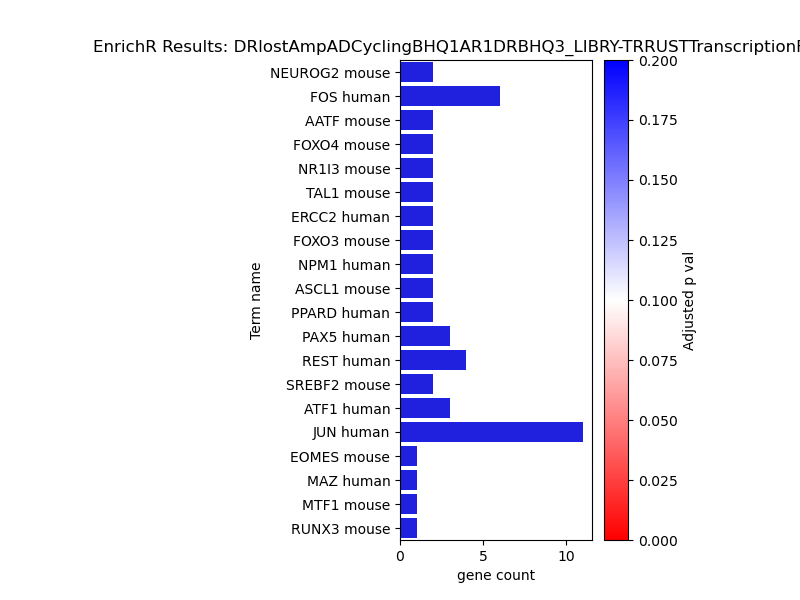 EnrichR Results: DRlostAmpADCyclingBHQ1AR1DRBHQ3_LIBRY-TRRUSTTranscriptionF
NEUROG2 mouse
FOS human
AATF mouse
FOXO4 mouse
NR1I3 mouse
TAL1 mouse
ERCC2 human
FOXO3 mouse
NPM1 human
ASCL1 mouse
PPARD human
PAX5 human
REST human
SREBF2 mouse
ATF1 human
JUN human
EOMES mouse
MAZ human
MTF1 mouse
RUNX3 mouse
Term name
0 5 10
gene count
0.200
0.175
0.150
0.125
0.100
0.075
0.050
0.025
0.000
Adjusted p val